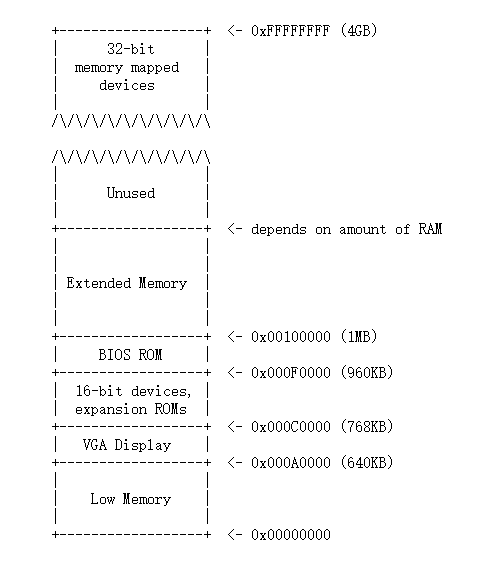 +------------------+  <- 0xFFFFFFFF (4GB)
|      32-bit      |
|  memory mapped   |
|     devices      |
|                  |
/\/\/\/\/\/\/\/\/\/\

/\/\/\/\/\/\/\/\/\/\
|                  |
|      Unused      |
|                  |
+------------------+  <- depends on amount of RAM
|                  |
|                  |
| Extended Memory  |
|                  |
|                  |
+------------------+  <- 0x00100000 (1MB)
|     BIOS ROM     |
+------------------+  <- 0x000F0000 (960KB)
|  16-bit devices, |
|  expansion ROMs  |
+------------------+  <- 0x000C0000 (768KB)
|   VGA Display    |
+------------------+  <- 0x000A0000 (640KB)
|                  |
|    Low Memory    |
|                  |
+------------------+  <- 0x00000000